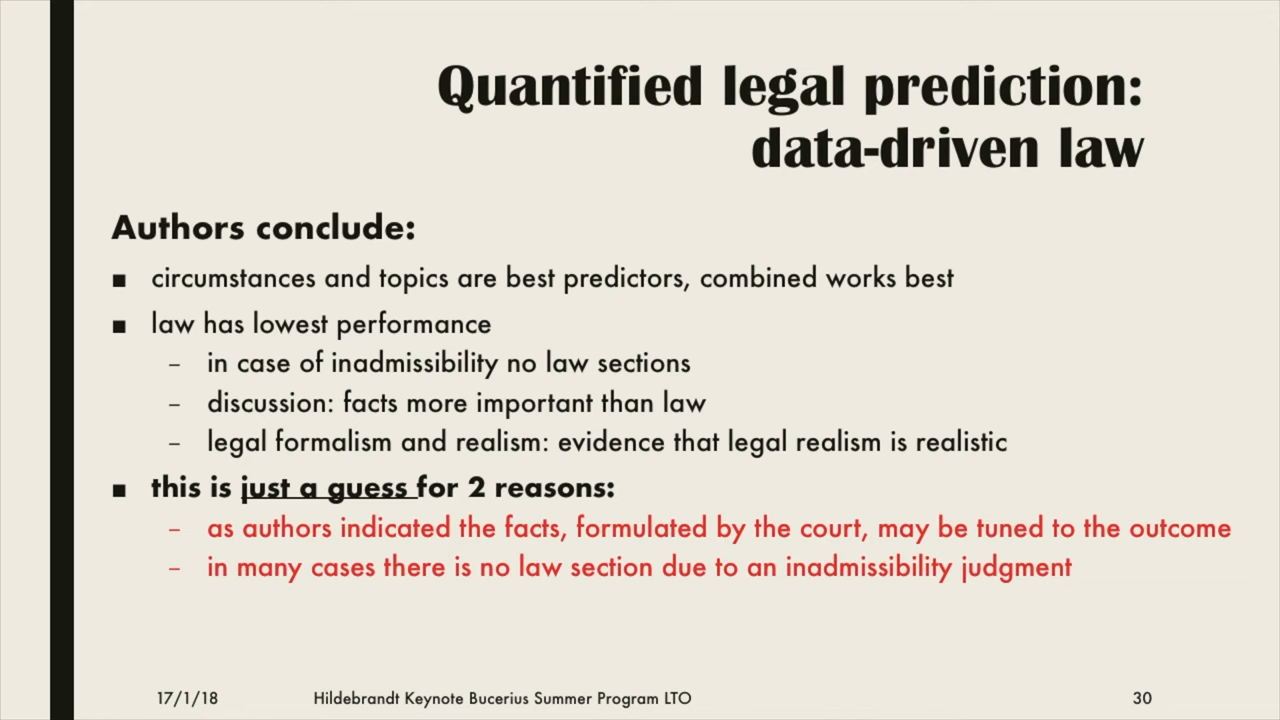 Quantified legal prediction:
data-driven law
Authors conclude:
■ circumstances and topics are best predictors, combined works best
■ law has lowest performance
– in case of inadmissibility no law sections
– discussion: facts more important than law
– legal formalism and realism: evidence that legal realism is realistic
■ this is just a guess for 2 reasons:
– as authors indicated the facts, formulated by the court, may be tuned to the outcome
– in many cases there is no law section due to an inadmissibility judgment
17/1/18 Hildebrandt Keynote Bucerius Summer Program LTO 30